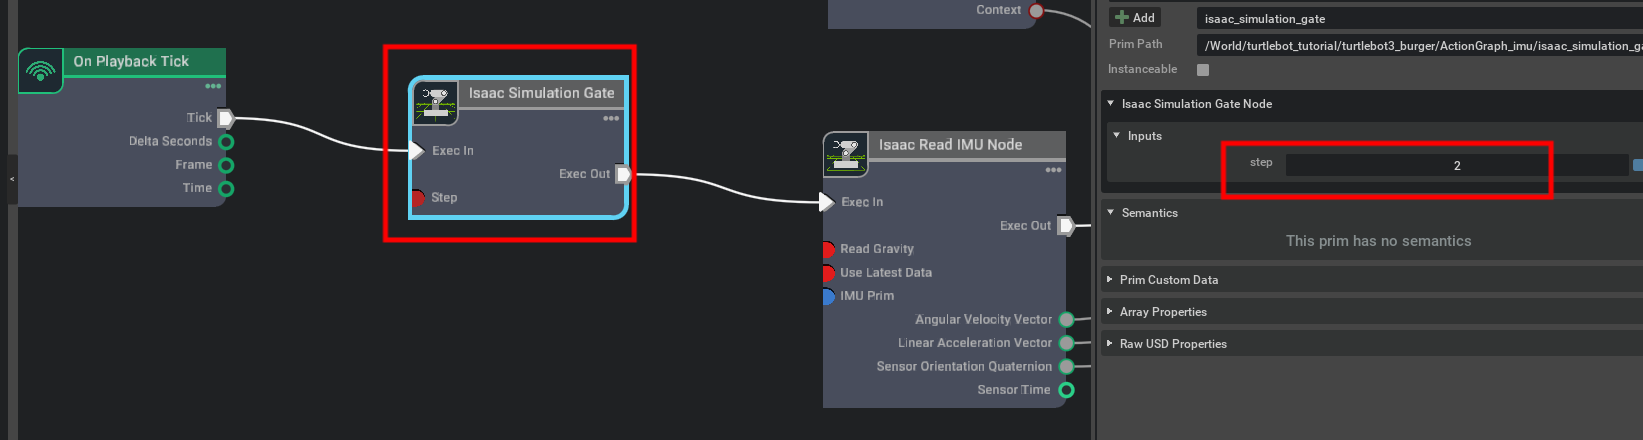 Context
On Playback Tick
Tick
Delta Seconds
Frame
Time
Isaac Simulation Gate
Exec In
Exec Out
Step
Isaac Read IMU Node
Exec In
Exec Out
Read Gravity
Use Latest Data
IMU Prim
Angular Velocity Vector
Linear Acceleration Vector
Sensor Orientation Quaternion
Sensor Time
Add
isaac_simulation_gate
Prim Path
/World/turtlebot_tutorial/turtlebot3_burger/ActionGraph_imu/isaac_simulation_ga
Instanceable
Isaac Simulation Gate Node
Inputs
step 2
Semantics
This prim has no semantics
Prim Custom Data
Array Properties
Raw USD Properties